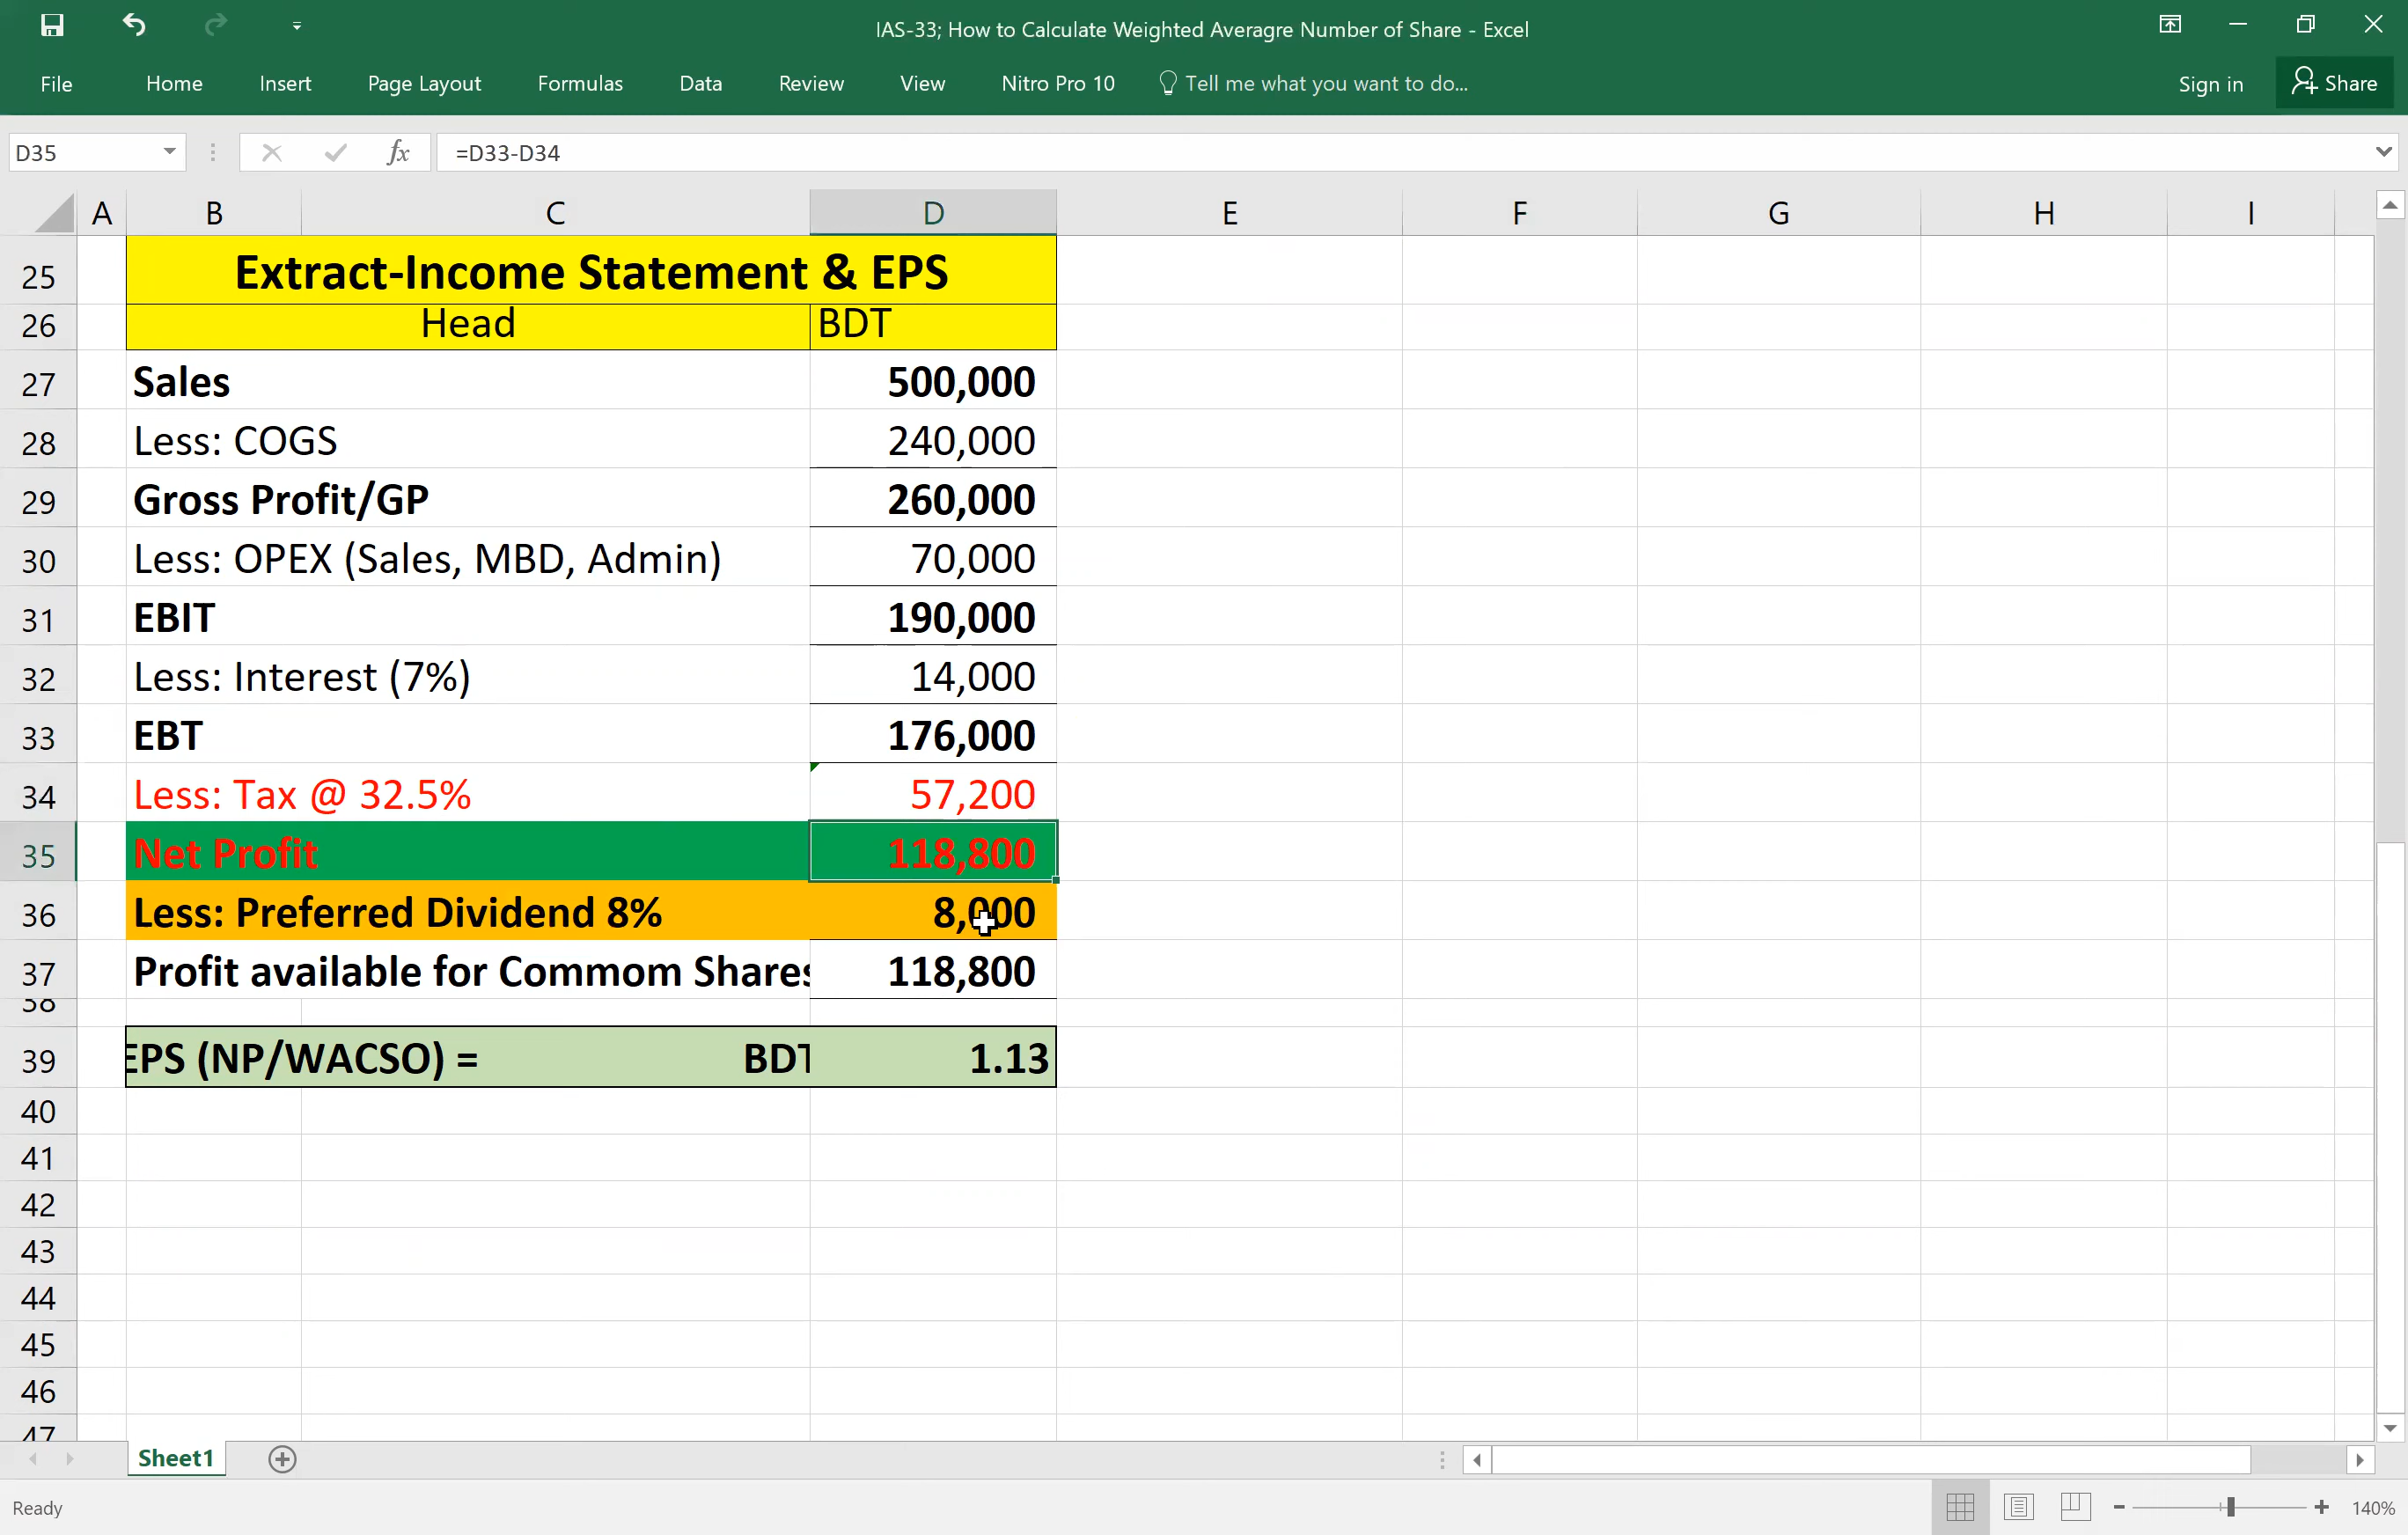 IAS-33; How to Calculate Weighted Averagre Number of Share - Excel
File Home Insert Page Layout Formulas Data Review View Nitro Pro 10 Tell me what you want to do... Sign in Share
D35 fx =D33-D34
A B C D E F G H I
25 Extract-Income Statement & EPS
26 Head BDT
27 Sales 500,000
28 Less: COGS 240,000
29 Gross Profit/GP 260,000
30 Less: OPEX (Sales, MBD, Admin) 70,000
31 EBIT 190,000
32 Less: Interest (7%) 14,000
33 EBT 176,000
34 Less: Tax @ 32.5% 57,200
35 Net Profit 118,800
36 Less: Preferred Dividend 8% 8,000
37 Profit available for Commom Shares 118,800
38
39 EPS (NP/WACSO) = BDT 1.13
40
41
42
43
44
45
46
47
Sheet1
Ready 140%